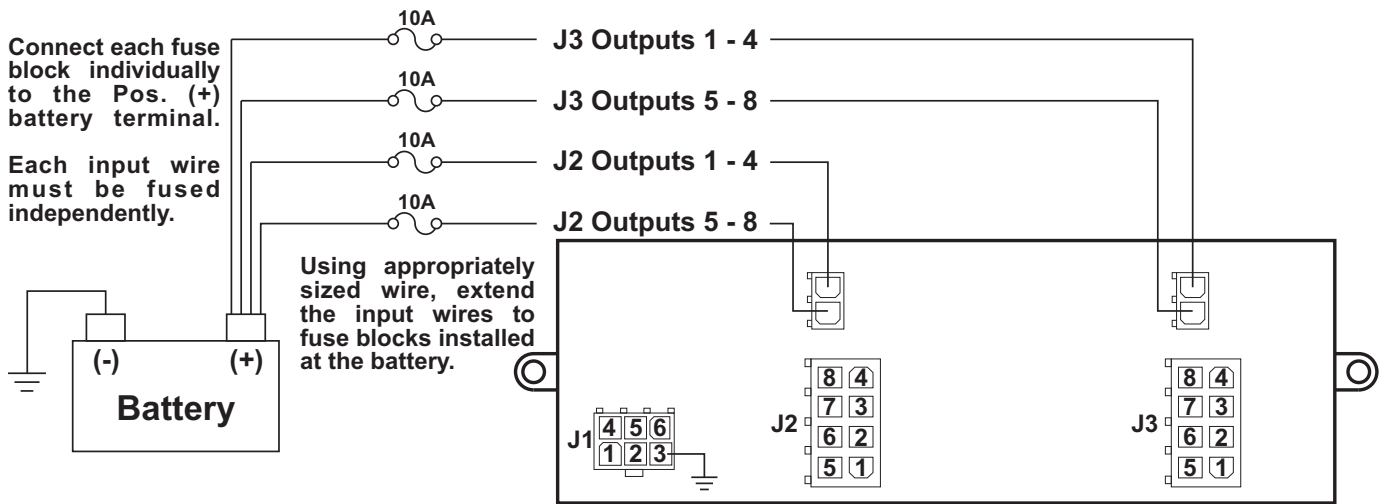 Connect each fuse
block individually
to the Pos. (+)
battery terminal.
Each input wire
must be fused
independently.
10A
J3 Outputs 1 - 4
10A
J3 Outputs 5 - 8
10A
J2 Outputs 1 - 4
10A
J2 Outputs 5 - 8
Using appropriately
sized wire, extend
the input wires to
fuse blocks installed
at the battery.
(-) (+)
Battery
J1
4 5 6
1 2 3
J2
8 4
7 3
6 2
5 1
J3
8 4
7 3
6 2
5 1